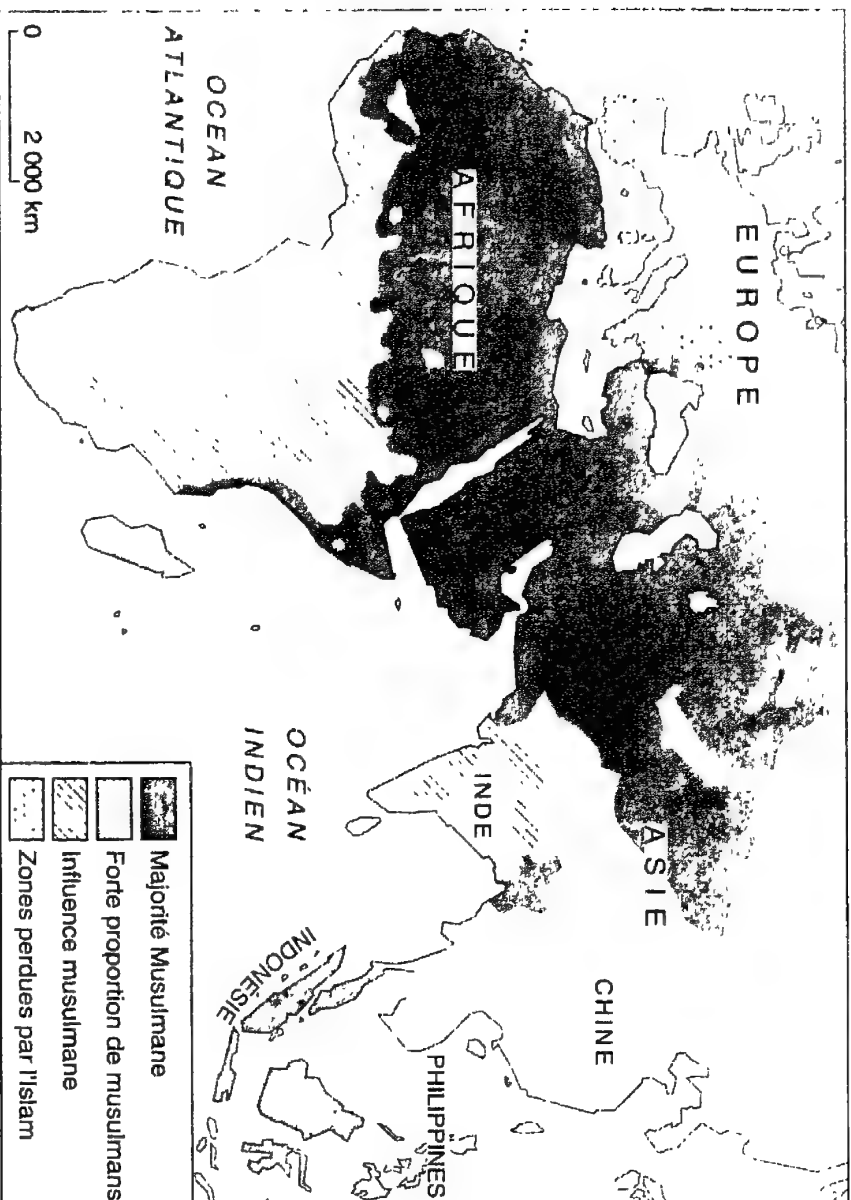 EUROPE
ASIE
CHINE
AFRIQUE
INDE
PHILIPPINES
OCEAN
ATLANTIQUE
OCÉAN
INDIEN
INDONÉSIE
0 2 000 km
Majorité Musulmane
Forte proportion de musulmans
Influence musulmane
Zones perdues par l'Islam